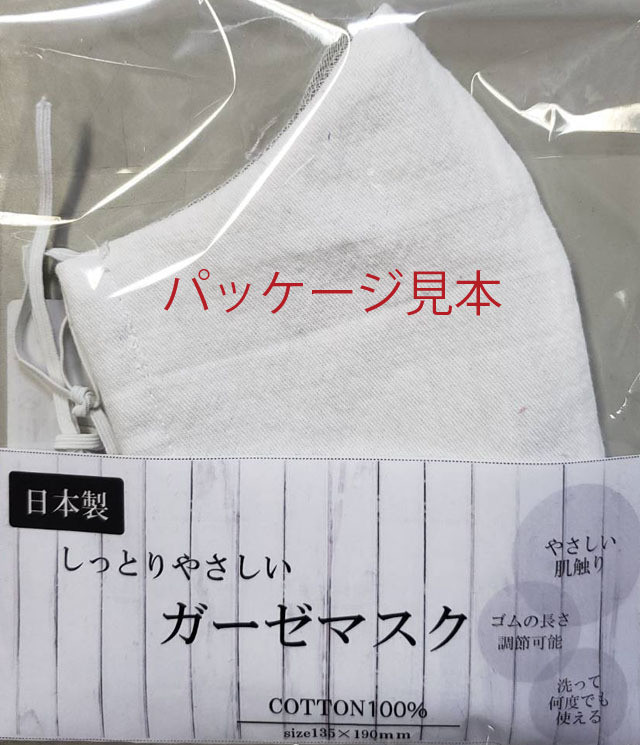 パッケージ見本
日本製
しっとりやさしい
ガーゼマスク
COTTON100%
size135×190mm
やさしい
肌触り
ゴムの長さ
調節可能
洗って
何度でも
使える